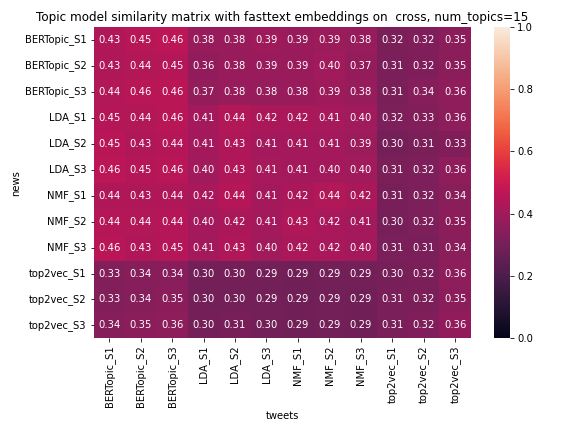 Topic model similarity matrix with fasttext embeddings on  cross, num_topics=15
BERTopic_S1 0.43 0.45 0.46 0.38 0.38 0.39 0.39 0.39 0.38 0.32 0.32 0.35
BERTopic_S2 0.43 0.44 0.45 0.36 0.38 0.39 0.39 0.40 0.37 0.31 0.32 0.35
BERTopic_S3 0.44 0.46 0.46 0.37 0.38 0.38 0.38 0.39 0.38 0.31 0.34 0.36
LDA_S1 0.45 0.44 0.46 0.41 0.44 0.42 0.42 0.41 0.40 0.32 0.33 0.36
LDA_S2 0.45 0.43 0.44 0.41 0.43 0.41 0.41 0.41 0.39 0.30 0.31 0.33
LDA_S3 0.46 0.45 0.46 0.40 0.43 0.41 0.41 0.40 0.40 0.31 0.32 0.36
NMF_S1 0.44 0.43 0.44 0.42 0.44 0.41 0.42 0.44 0.42 0.31 0.32 0.34
NMF_S2 0.44 0.44 0.44 0.40 0.42 0.41 0.43 0.42 0.41 0.30 0.32 0.35
NMF_S3 0.46 0.43 0.45 0.41 0.43 0.40 0.42 0.42 0.40 0.31 0.31 0.34
top2vec_S1 0.33 0.34 0.34 0.30 0.30 0.29 0.29 0.29 0.29 0.30 0.32 0.36
top2vec_S2 0.33 0.34 0.35 0.30 0.30 0.29 0.29 0.29 0.29 0.31 0.32 0.35
top2vec_S3 0.34 0.35 0.36 0.30 0.31 0.30 0.29 0.29 0.29 0.31 0.32 0.36
news
BERTopic_S1 BERTopic_S2 BERTopic_S3 LDA_S1 LDA_S2 LDA_S3 NMF_S1 NMF_S2 NMF_S3 top2vec_S1 top2vec_S2 top2vec_S3
tweets
1.0
0.8
0.6
0.4
0.2
0.0